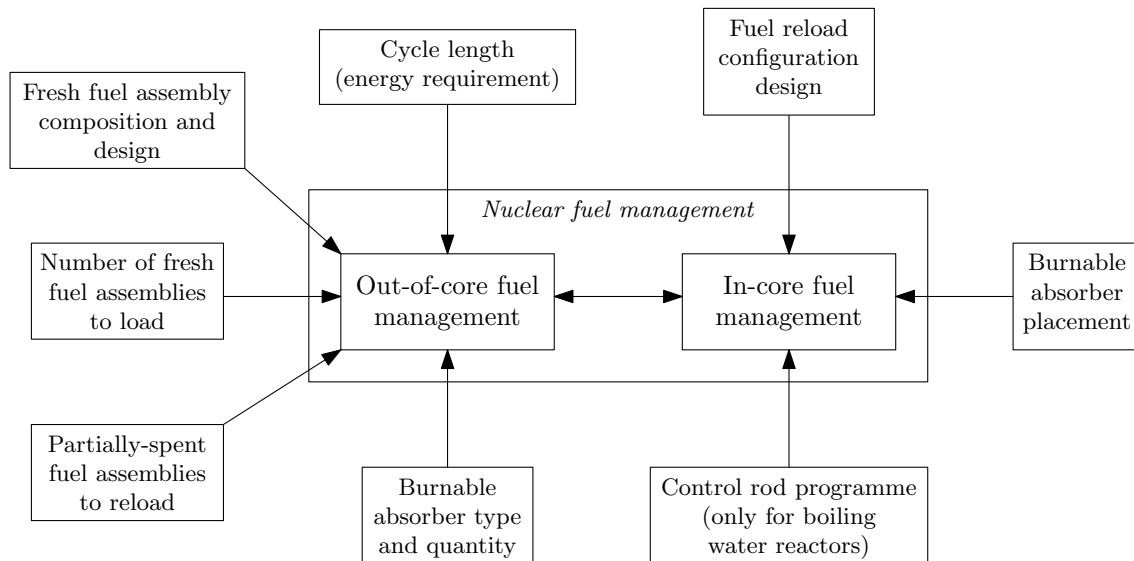 Fuel reload
configuration
design
Cycle length
(energy requirement)
Fresh fuel assembly
composition and
design
Nuclear fuel management
Number of fresh
fuel assemblies
to load
Out-of-core fuel
management
In-core fuel
management
Burnable
absorber
placement
Partially-spent
fuel assemblies
to reload
Burnable
absorber type
and quantity
Control rod programme
(only for boiling
water reactors)